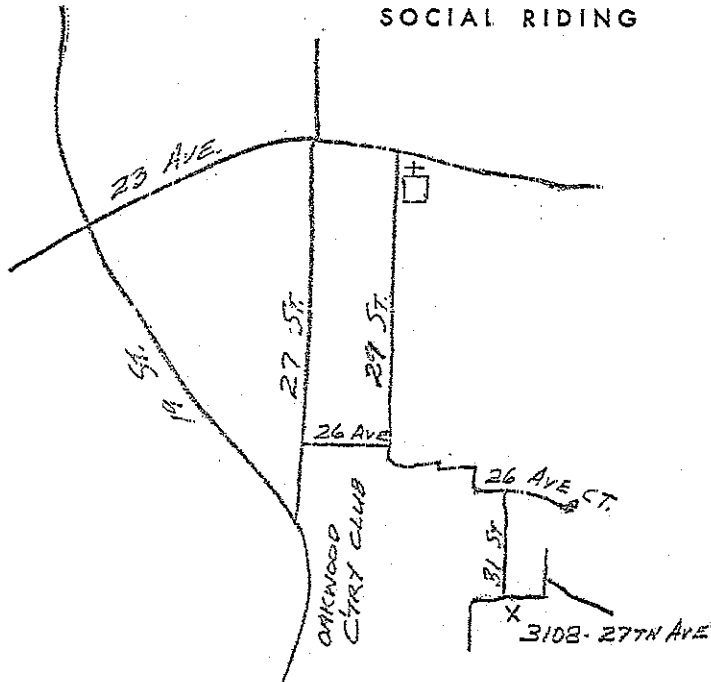 SOCIAL RIDING
23 AVE.
27 ST.
29 ST.
26 AVE
26 AVE CT.
31 ST
OAKWOOD
C'TRY CLUB
X
3108-27TH AVE